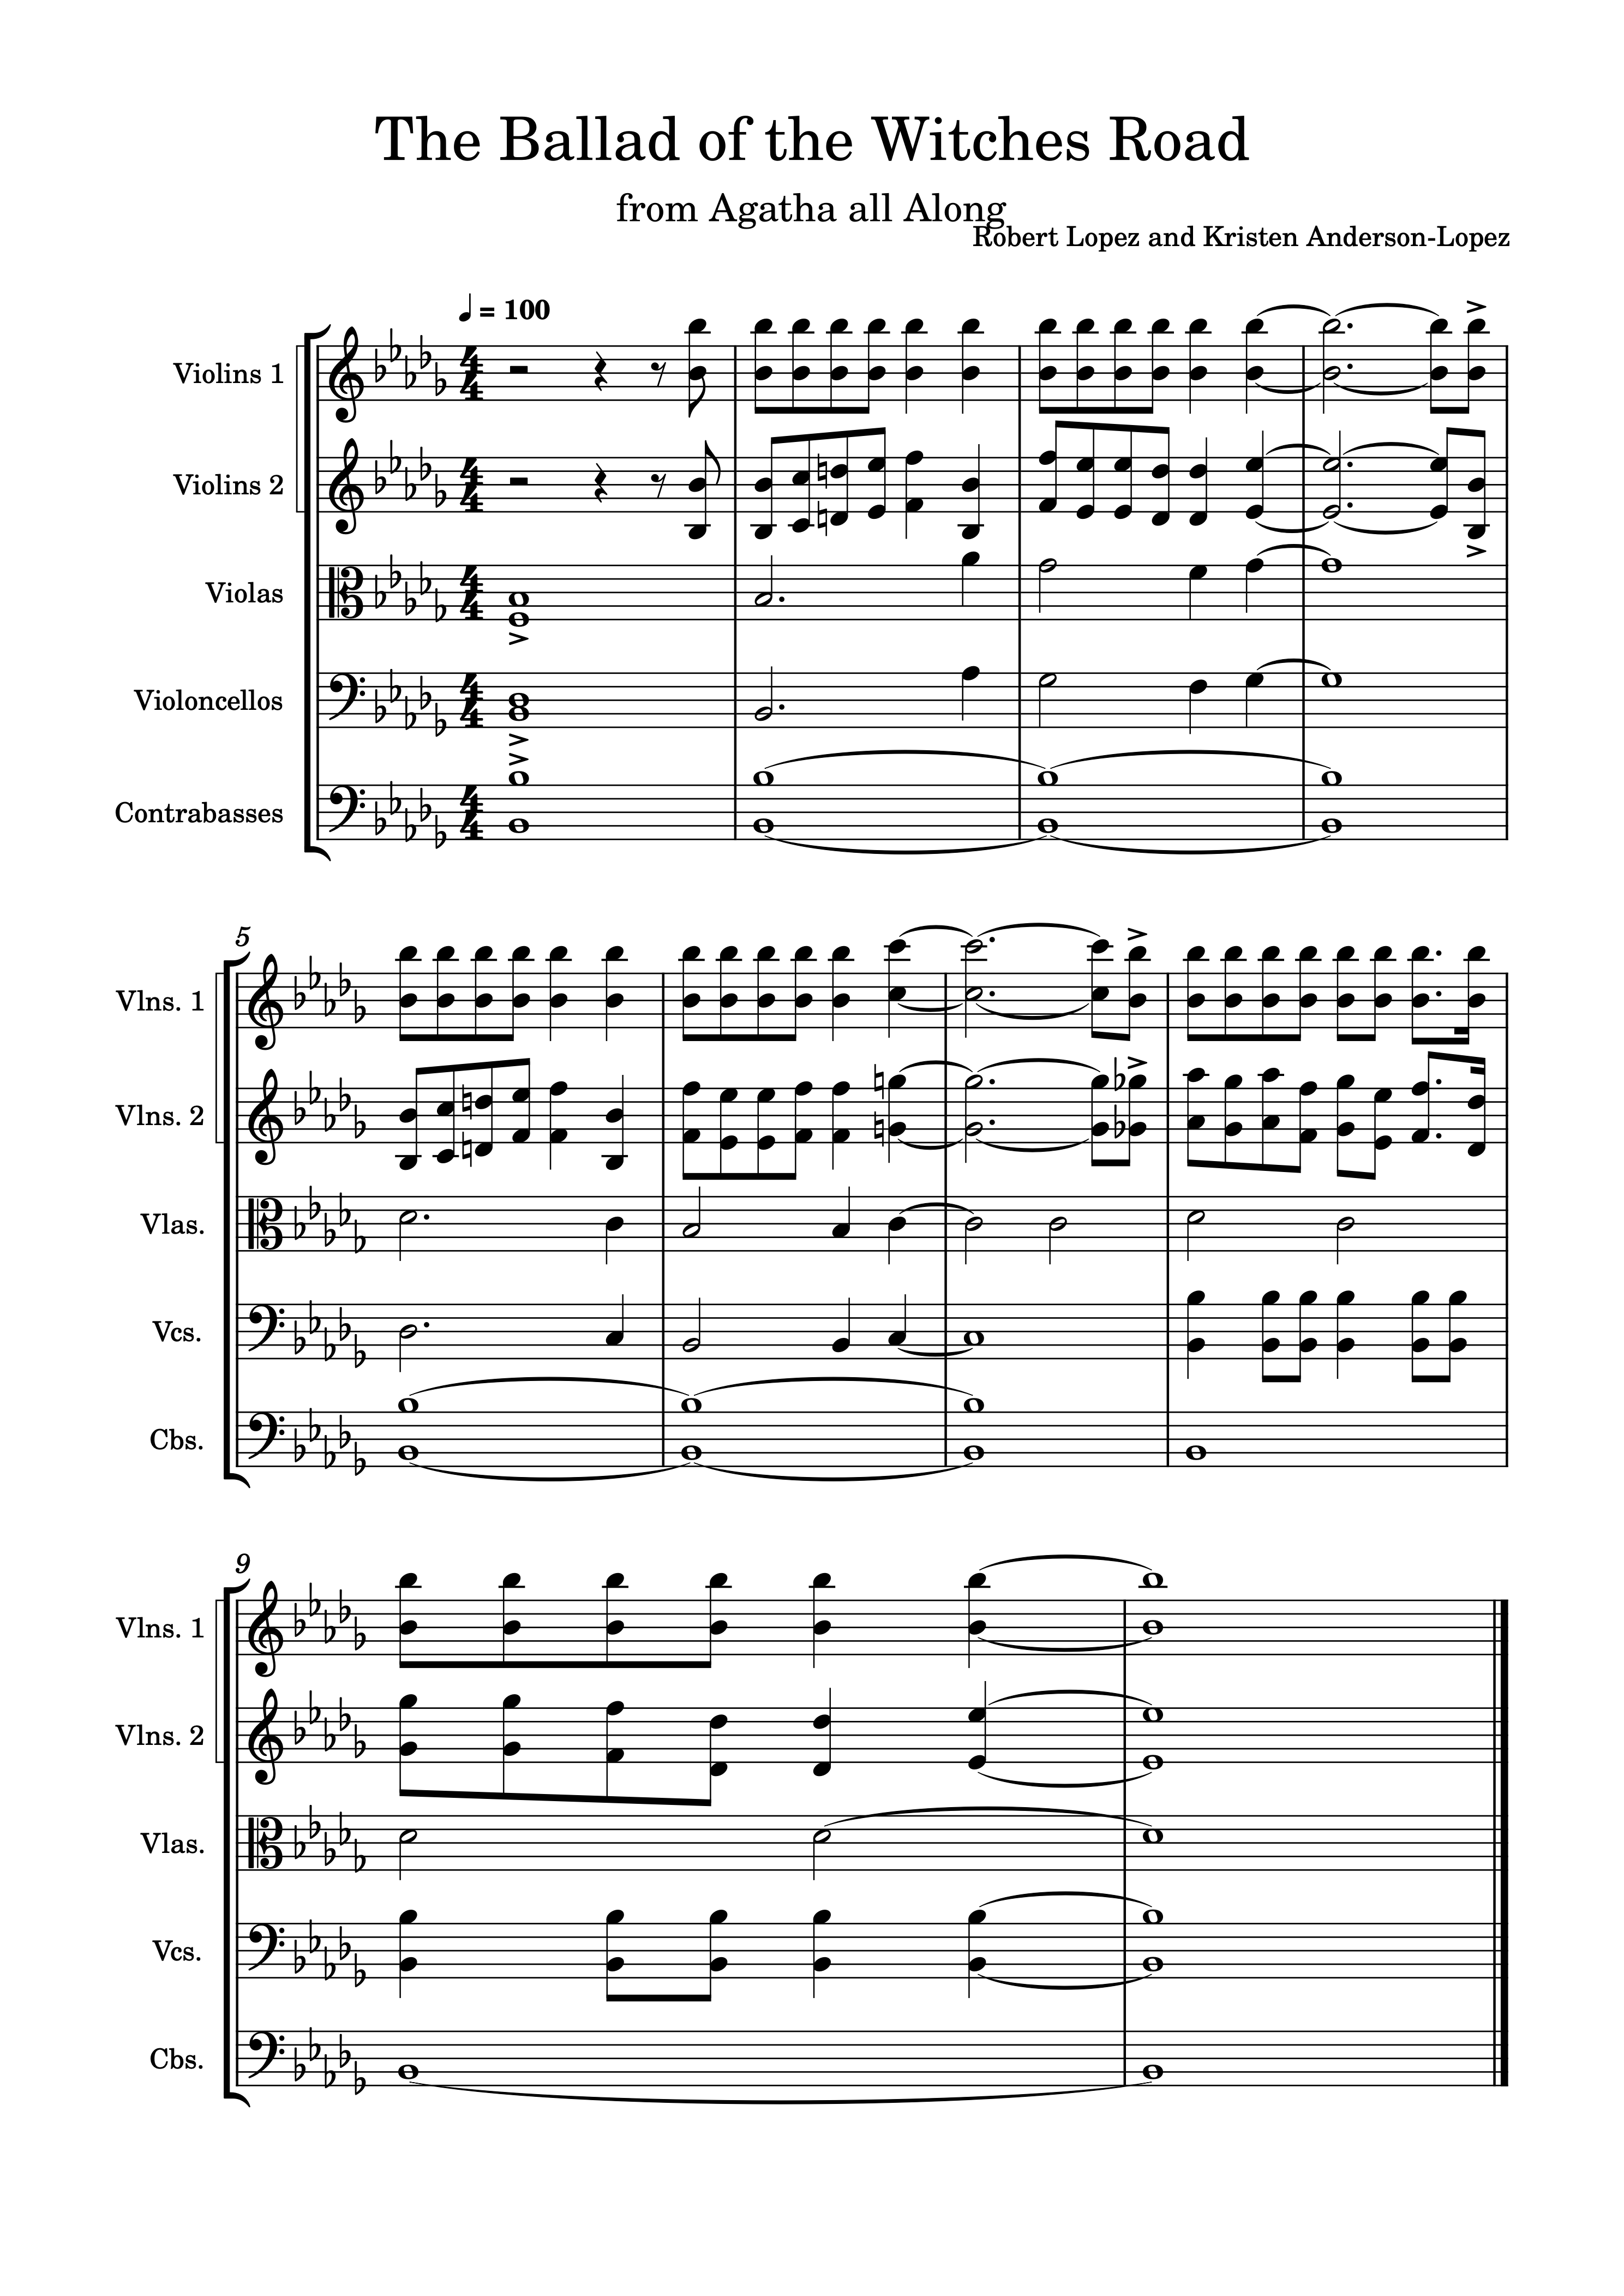 The Ballad of the Witches Road
from Agatha all Along
Robert Lopez and Kristen Anderson-Lopez
= 100
Violins 1
Violins 2
Violas
Violoncellos
Contrabasses
5
Vlns. 1
Vlns. 2
Vlas.
Vcs.
Cbs.
9
Vlns. 1
Vlns. 2
Vlas.
Vcs.
Cbs.